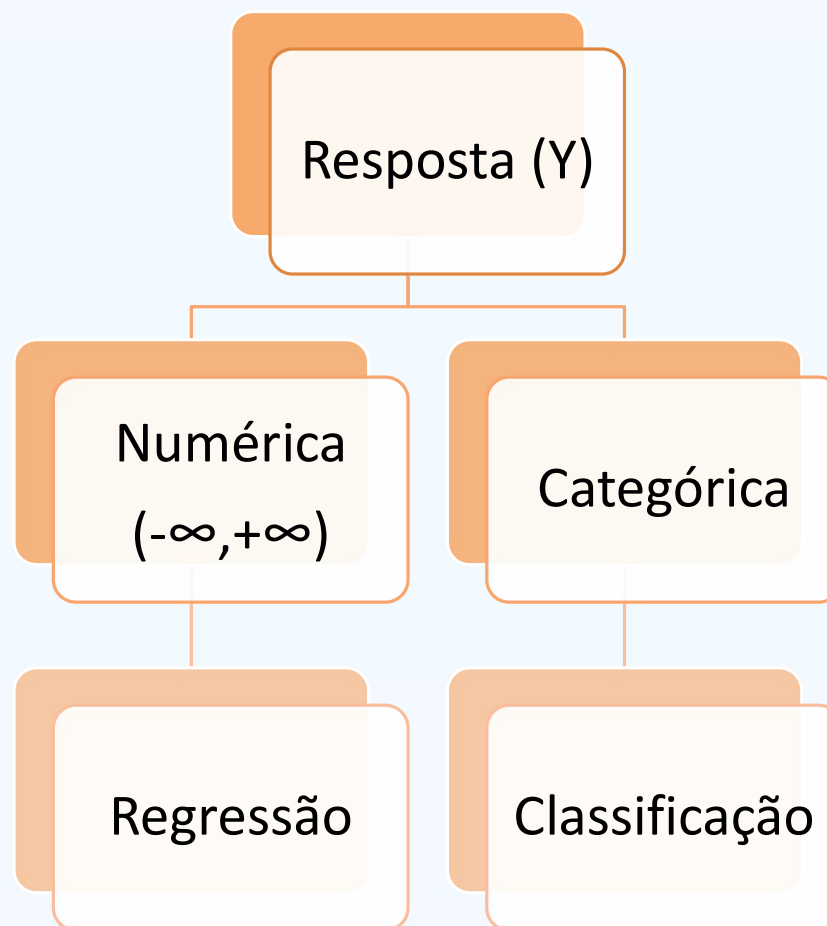 Resposta (Y)
Numérica
(-∞,+∞)
Categórica
Regressão
Classificação